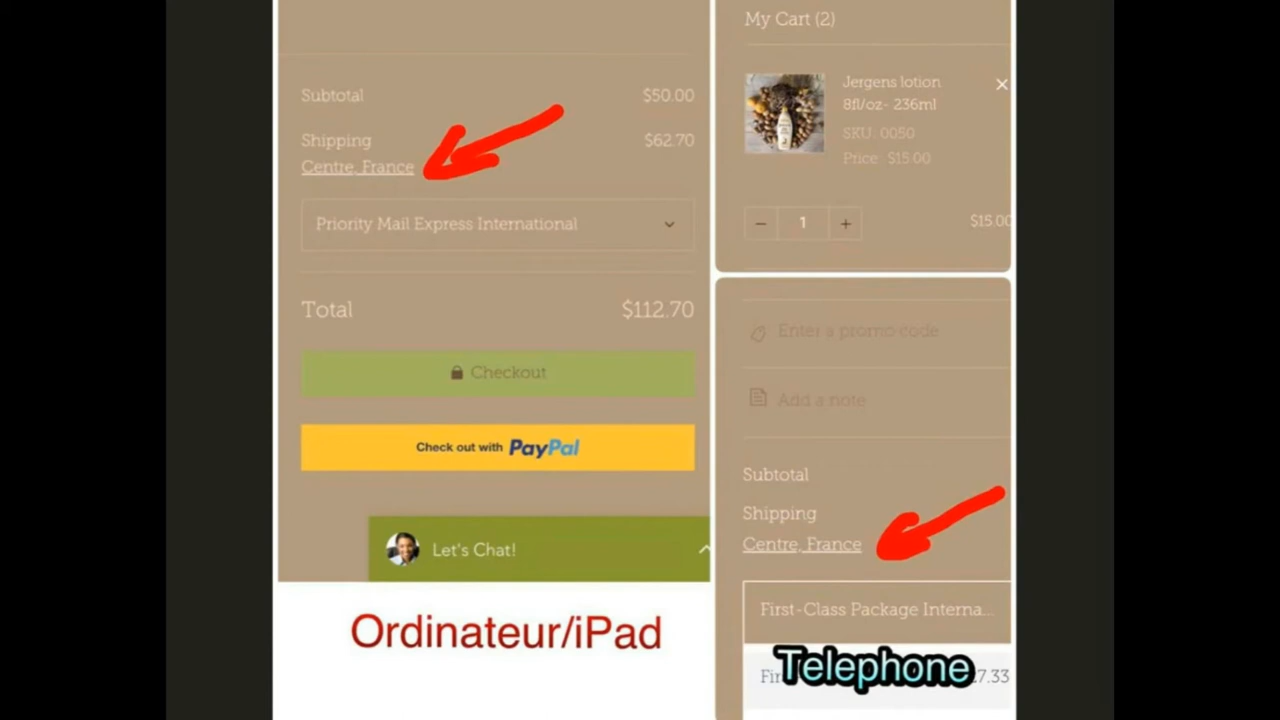 Subtotal $50.00
Shipping $62.70
Centre, France
Priority Mail Express International
Total $112.70
Checkout
Check out with PayPal
Let's Chat!
Ordinateur/iPad
My Cart (2)
Jergens lotion
8fl/oz- 236ml
SKU: 0050
Price: $15.00
1 $15.00
Enter a promo code
Add a note
Subtotal
Shipping
Centre, France
First-Class Package Interna...
Telephone